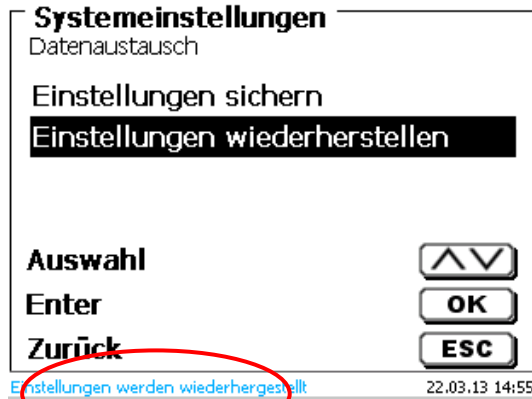 Systemeinstellungen
Datenaustausch
Einstellungen sichern
Einstellungen wiederherstellen
Auswahl
Enter OK
Zurück ESC
Einstellungen werden wiederhergestellt 22.03.13 14:55